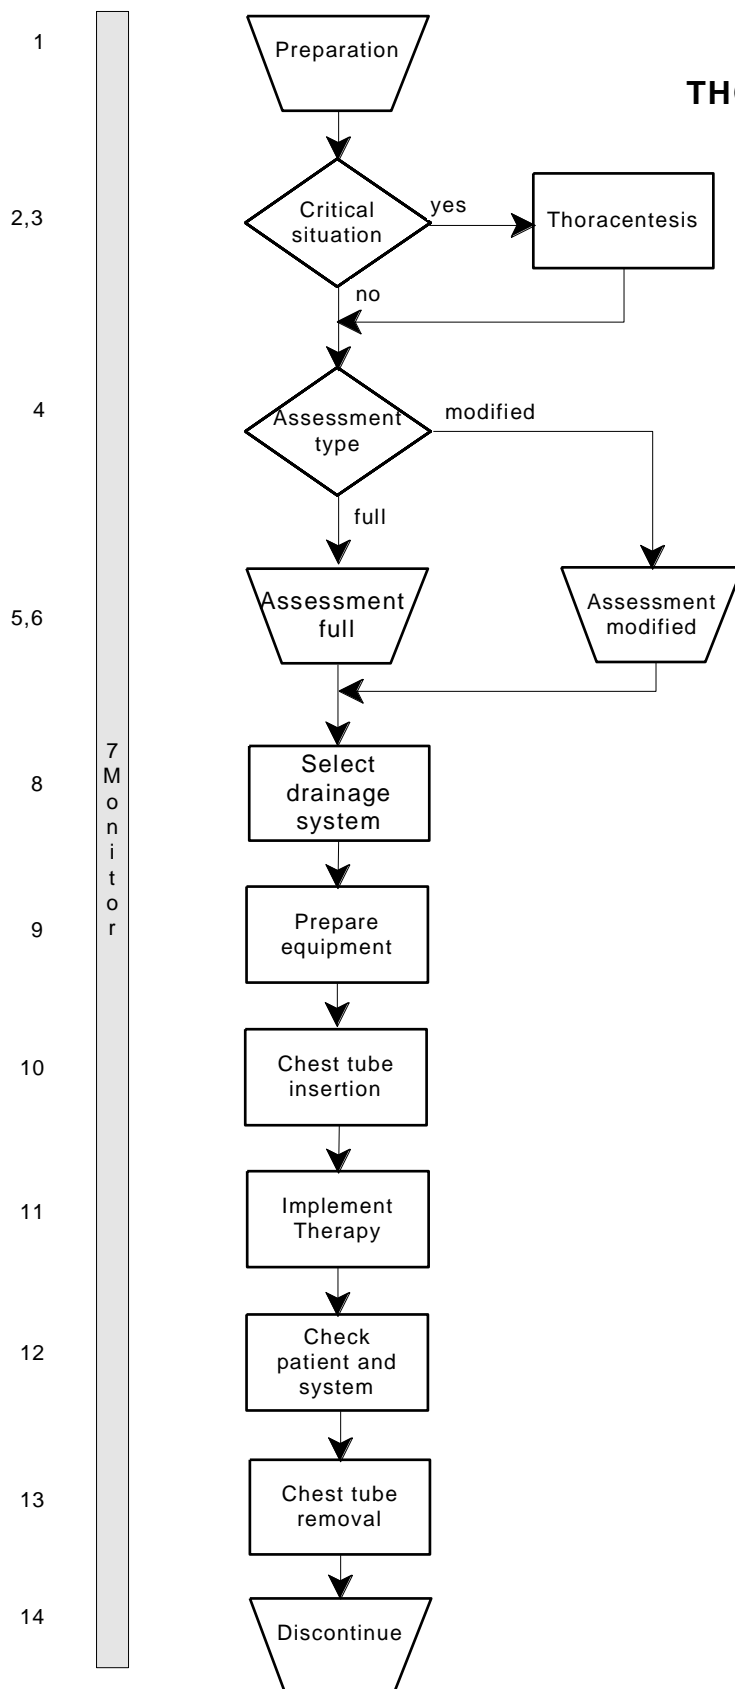 1
Preparation
THO
2,3
Critical
situation
yes
Thoracentesis
no
4
Assessment
type
modified
full
5,6
Assessment
full
Assessment
modified
7
M
o
n
i
t
o
r
8
Select
drainage
system
9
Prepare
equipment
10
Chest tube
insertion
11
Implement
Therapy
12
Check
patient and
system
13
Chest tube
removal
14
Discontinue